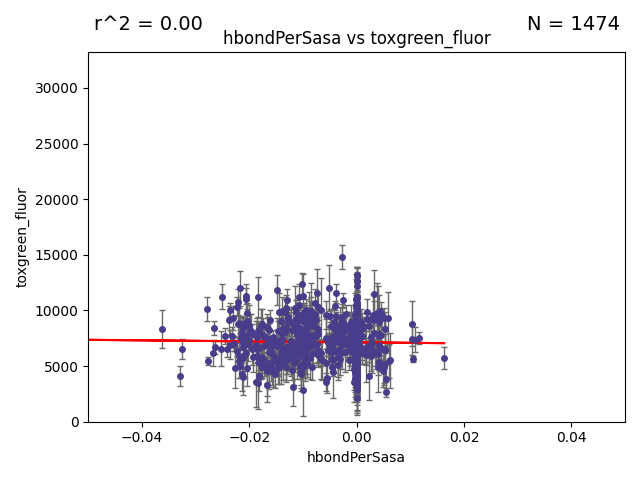 r^2 = 0.00
N = 1474
hbondPerSasa vs toxgreen_fluor
toxgreen_fluor
30000
25000
20000
15000
10000
5000
0
−0.04
−0.02
0.00
0.02
0.04
hbondPerSasa